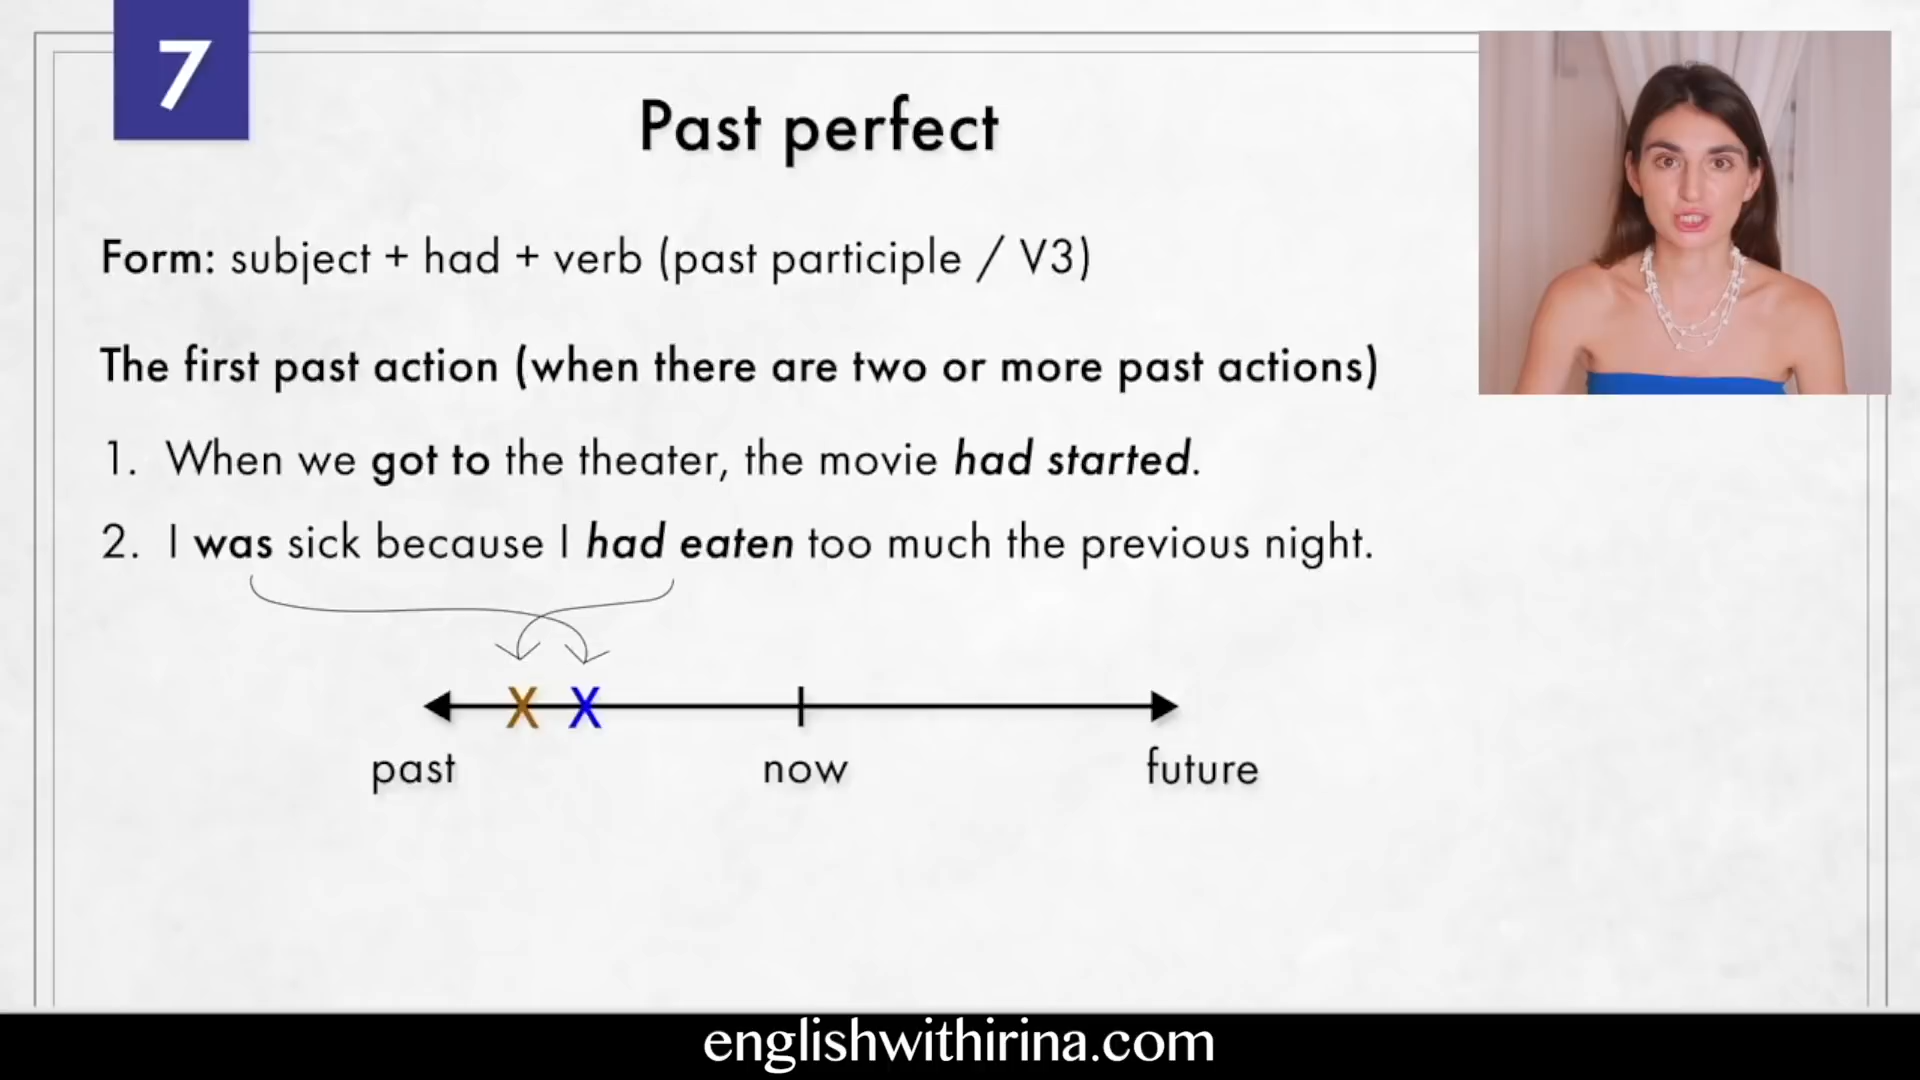 7
Past perfect
Form: subject + had + verb (past participle / V3)
The first past action (when there are two or more past actions)
1. When we got to the theater, the movie had started.
2. I was sick because I had eaten too much the previous night.
X X
past now future
englishwithirina.com